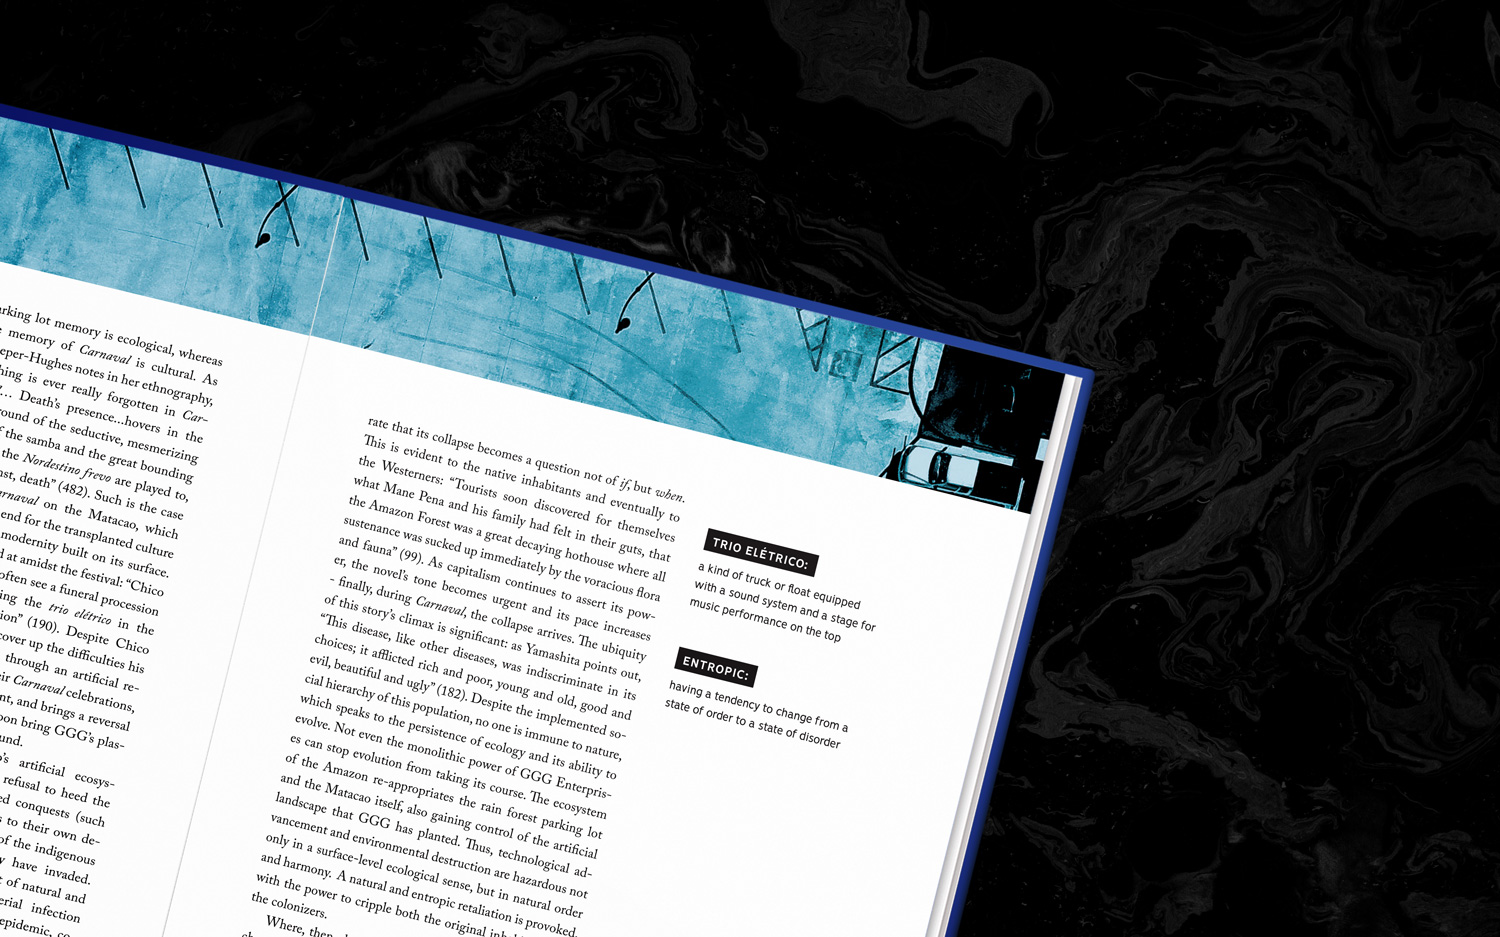 rking lot memory is ecological, whereas
memory of Carnaval is cultural. As
eper-Hughes notes in her ethnography,
hing is ever really forgotten in Car-
… Death's presence...hovers in the
round of the seductive, mesmerizing
f the samba and the great bounding
the Nordestino frevo are played to,
nst, death" (482). Such is the case
arnaval on the Matacao, which
end for the transplanted culture
modernity built on its surface.
d at amidst the festival: "Chico
often see a funeral procession
ing the trio elétrico in the
ion" (190). Despite Chico
cover up the difficulties his
through an artificial re-
eir Carnaval celebrations,
nt, and brings a reversal
oon bring GGG's plas-
und.
o's artificial ecosys-
refusal to heed the
ed conquests (such
s to their own de-
of the indigenous
y have invaded.
t of natural and
erial infection
epidemic, co
rate that its collapse becomes a question not of if, but when.
This is evident to the native inhabitants and eventually to
the Westerners: "Tourists soon discovered for themselves
what Mane Pena and his family had felt in their guts, that
the Amazon Forest was a great decaying hothouse where all
sustenance was sucked up immediately by the voracious flora
and fauna" (99). As capitalism continues to assert its pow-
er, the novel's tone becomes urgent and its pace increases
- finally, during Carnaval, the collapse arrives. The ubiquity
of this story's climax is significant: as Yamashita points out,
"This disease, like other diseases, was indiscriminate in its
choices; it afflicted rich and poor, young and old, good and
evil, beautiful and ugly" (182). Despite the implemented so-
cial hierarchy of this population, no one is immune to nature,
which speaks to the persistence of ecology and its ability to
evolve. Not even the monolithic power of GGG Enterpris-
es can stop evolution from taking its course. The ecosystem
of the Amazon re-appropriates the rain forest parking lot
and the Matacao itself, also gaining control of the artificial
landscape that GGG has planted. Thus, technological ad-
vancement and environmental destruction are hazardous not
only in a surface-level ecological sense, but in natural order
and harmony. A natural and entropic retaliation is provoked,
with the power to cripple both the original inh
the colonizers.
Where, then
TRIO ELÉTRICO:
a kind of truck or float equipped
with a sound system and a stage for
music performance on the top
ENTROPIC:
having a tendency to change from a
state of order to a state of disorder